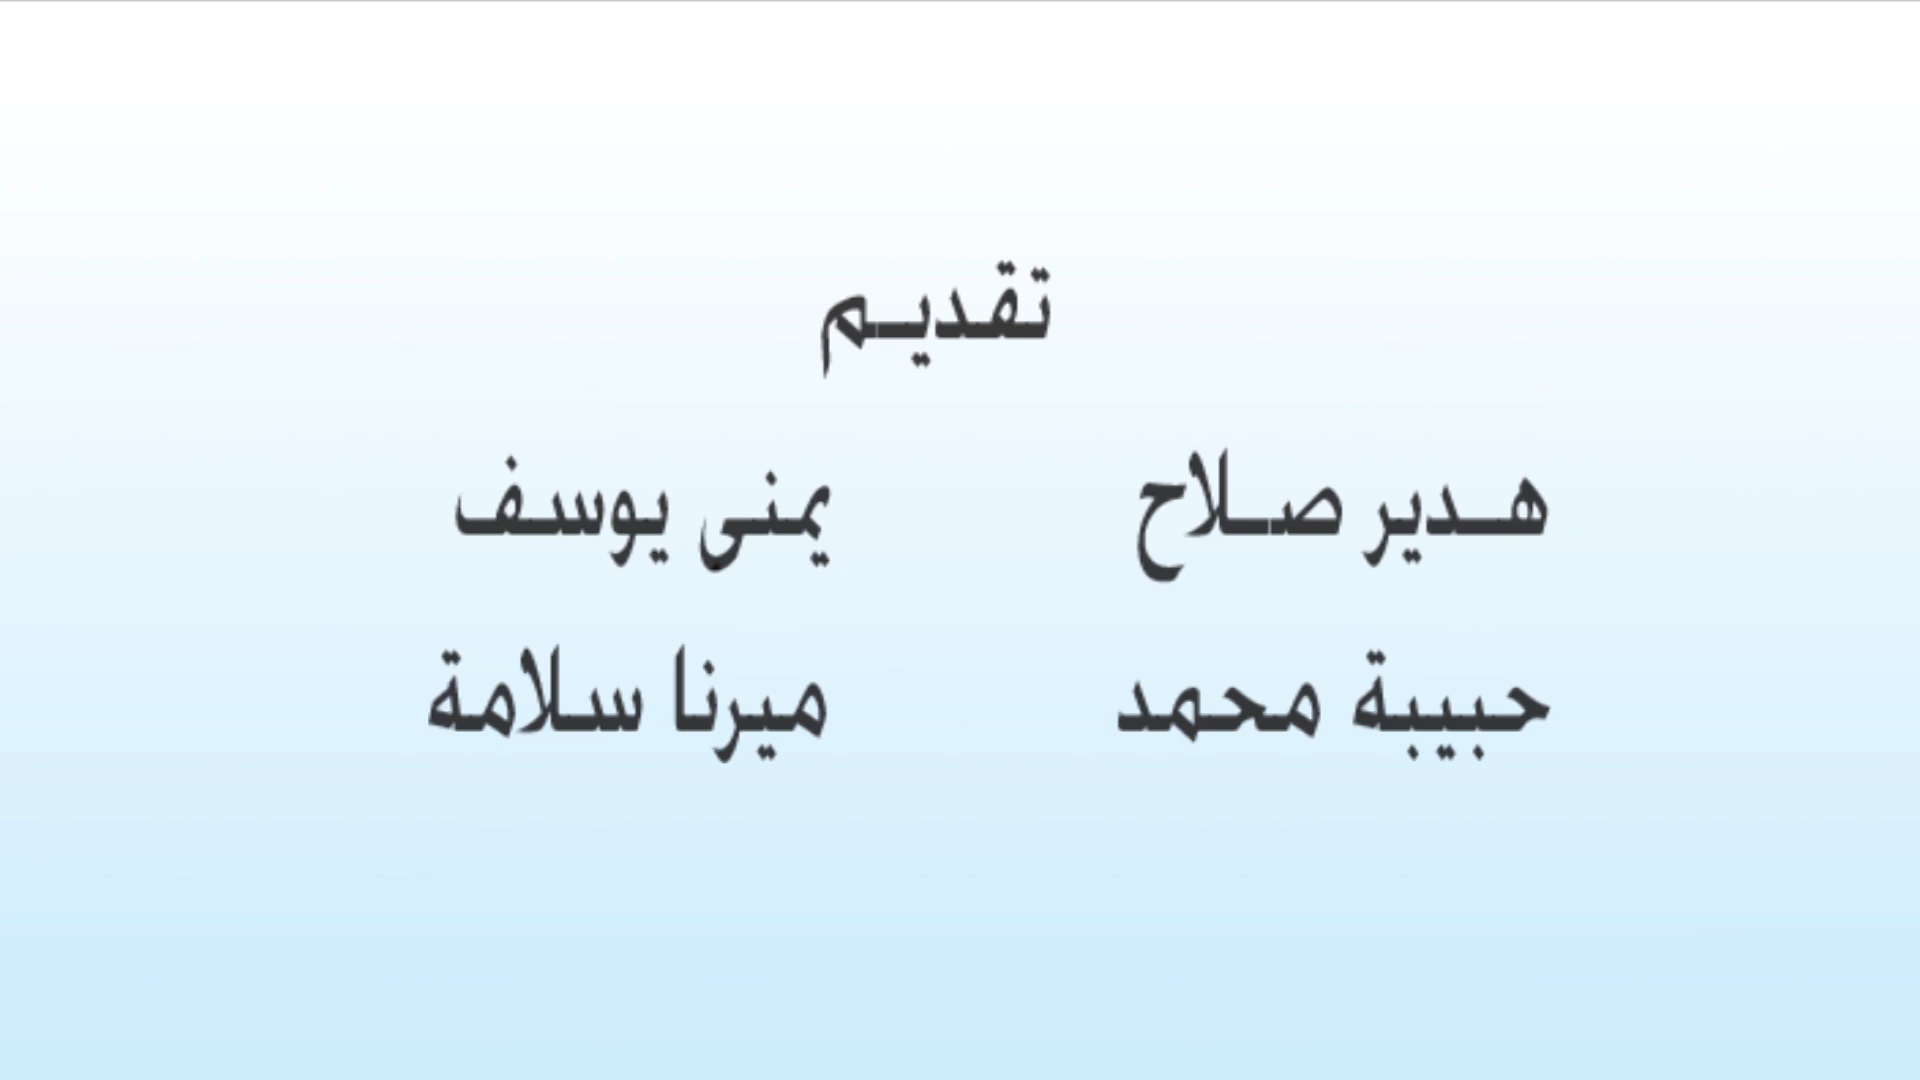 تقديم
هدير صلاح يمنى يوسف
حبيبة محمد ميرنا سلامة